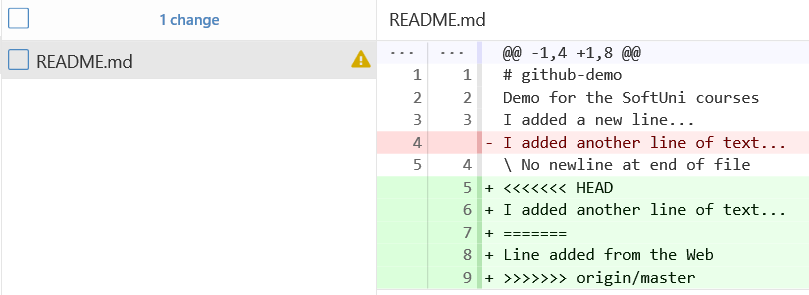 1 change
README.md
README.md
... ... @@ -1,4 +1,8 @@
1 1 # github-demo
2 2 Demo for the SoftUni courses
3 3 I added a new line...
4 - I added another line of text...
5 4 \ No newline at end of file
5 + <<<<<<< HEAD
6 + I added another line of text...
7 + =======
8 + Line added from the Web
9 + >>>>>>> origin/master